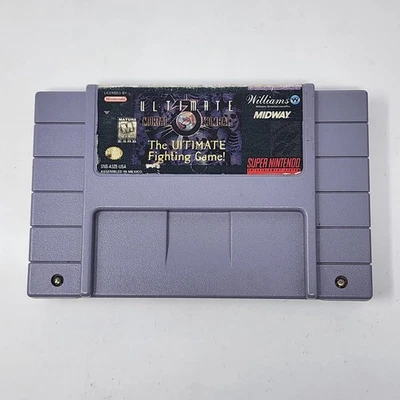 LICENSED BY
Nintendo
ULTIMATE
MORTAL KOMBAT
3
The ULTIMATE
Fighting Game!
MATURE
SNS-A3ZE-USA
ASSEMBLED IN MEXICO
Williams
MIDWAY
SUPER NINTENDO